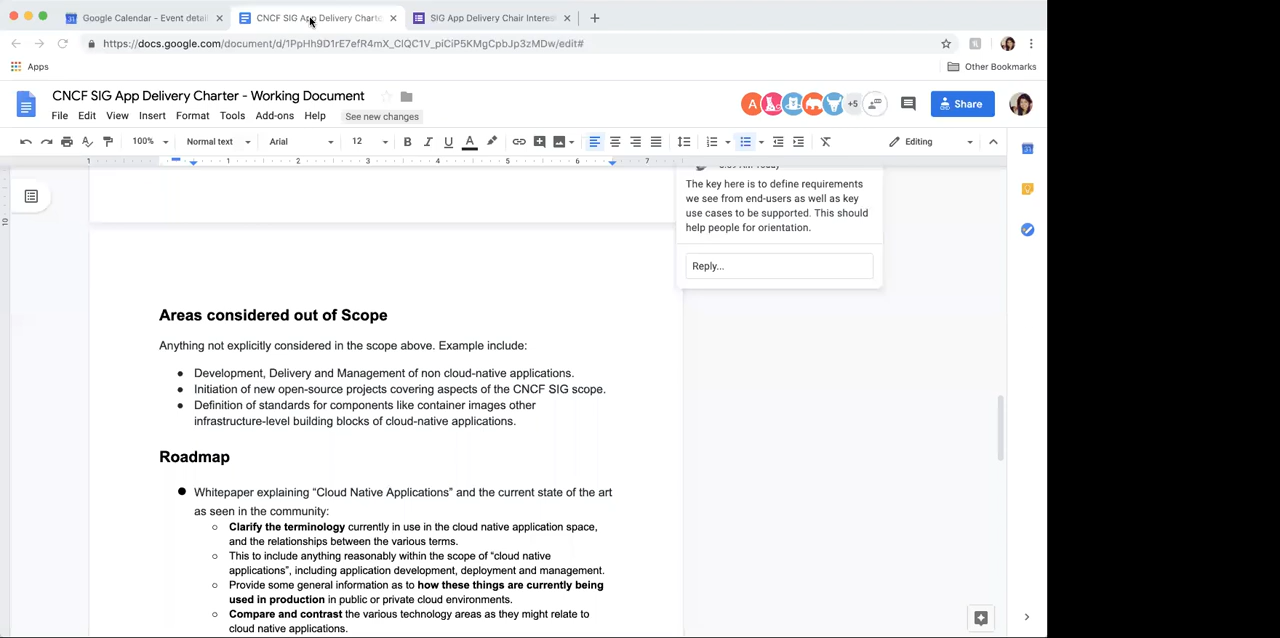 Google Calendar - Event detai
CNCF SIG App Delivery Charte
SIG App Delivery Chair Interes
https://docs.google.com/document/d/1PpHh9D1rE7efR4mX_ClQC1V_piCiP5KMgCpbJp3zMDw/edit#
Apps
Other Bookmarks
CNCF SIG App Delivery Charter - Working Document
A
+5
Share
File Edit View Insert Format Tools Add-ons Help See new changes
100% Normal text Arial 12 B I U A Editing
1 1 2 3 4 5 6 7
The key here is to define requirements
we see from end-users as well as key
use cases to be supported. This should
help people for orientation.
Reply...
Areas considered out of Scope
Anything not explicitly considered in the scope above. Example include:
● Development, Delivery and Management of non cloud-native applications.
● Initiation of new open-source projects covering aspects of the CNCF SIG scope.
● Definition of standards for components like container images other
infrastructure-level building blocks of cloud-native applications.
Roadmap
● Whitepaper explaining “Cloud Native Applications” and the current state of the art
as seen in the community:
○ Clarify the terminology currently in use in the cloud native application space,
and the relationships between the various terms.
○ This to include anything reasonably within the scope of “cloud native
applications”, including application development, deployment and management.
○ Provide some general information as to how these things are currently being
used in production in public or private cloud environments.
○ Compare and contrast the various technology areas as they might relate to
cloud native applications.